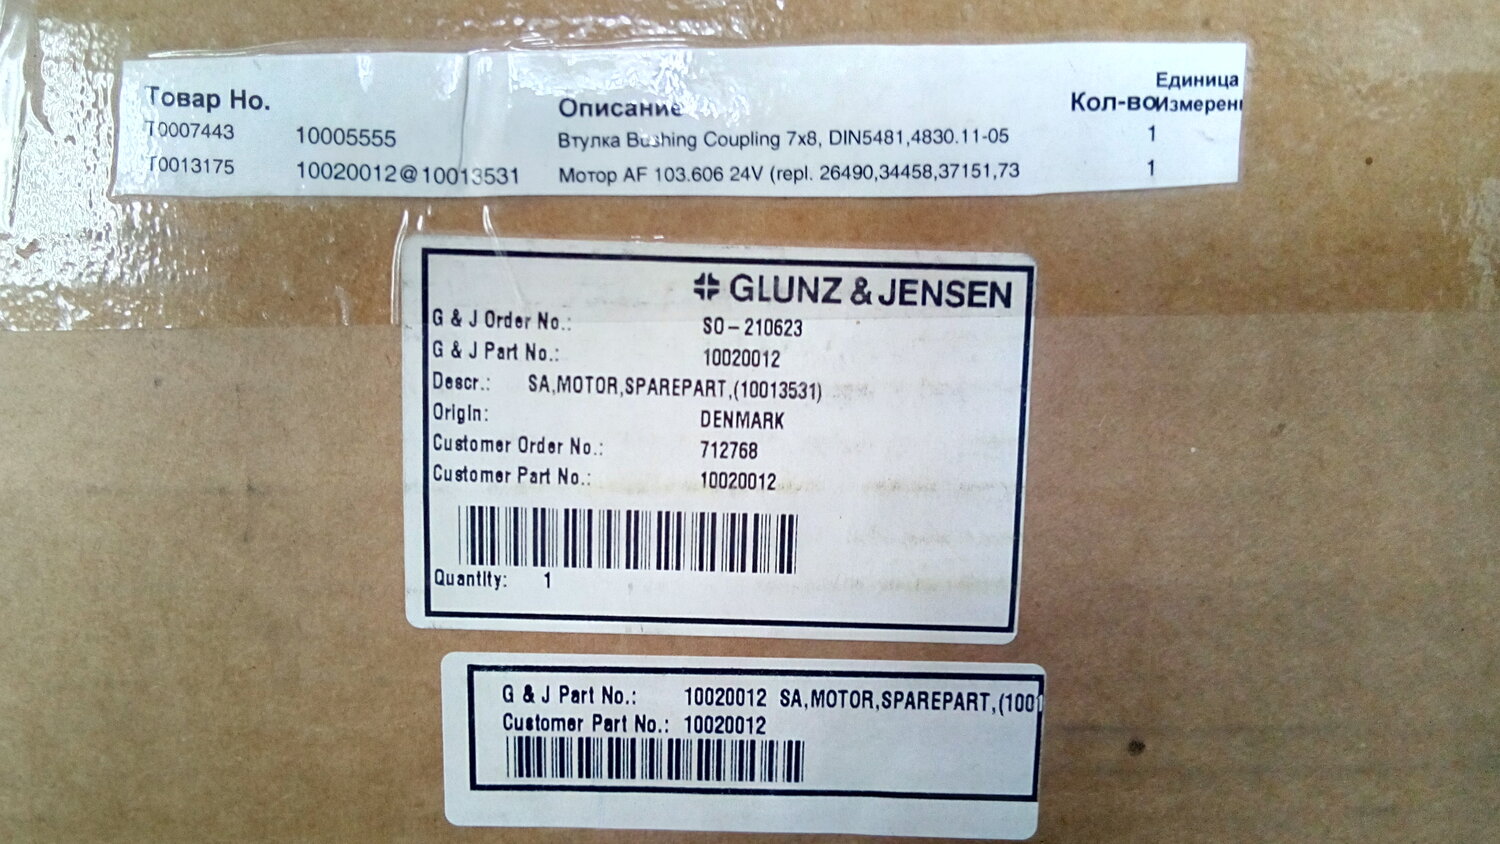 Товар Но. Описание Кол-во Единица
Измерен
T0007443 10005555 Втулка Bushing Coupling 7x8, DIN5481,4830.11-05 1
T0013175 10020012@10013531 Мотор AF 103.606 24V (repl. 26490,34458,37151,73 1
GLUNZ & JENSEN
G & J Order No.: SO-210623
G & J Part No.: 10020012
Descr.: SA,MOTOR,SPAREPART,(10013531)
Origin: DENMARK
Customer Order No.: 712768
Customer Part No.: 10020012
Quantity: 1
G & J Part No.: 10020012 SA,MOTOR,SPAREPART,(1001
Customer Part No.: 10020012